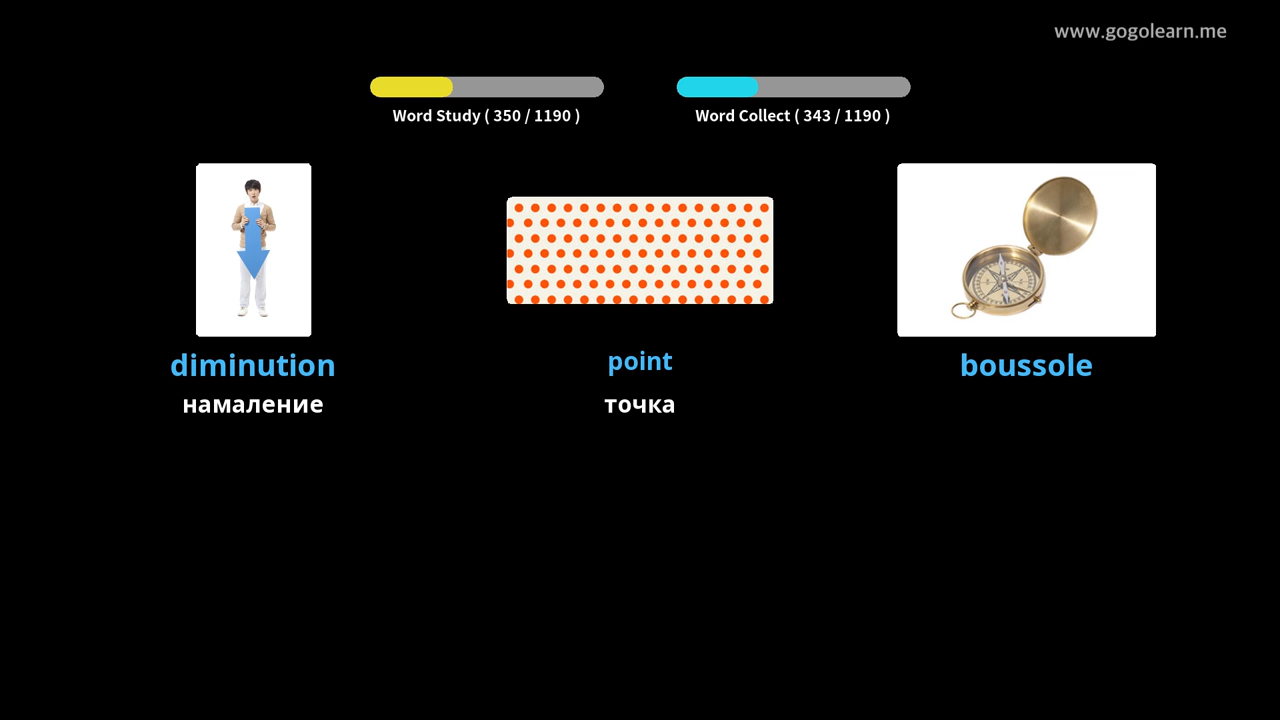 www.gogolearn.me
Word Study ( 350 / 1190 )
Word Collect ( 343 / 1190 )
diminution
намаление
point
точка
boussole